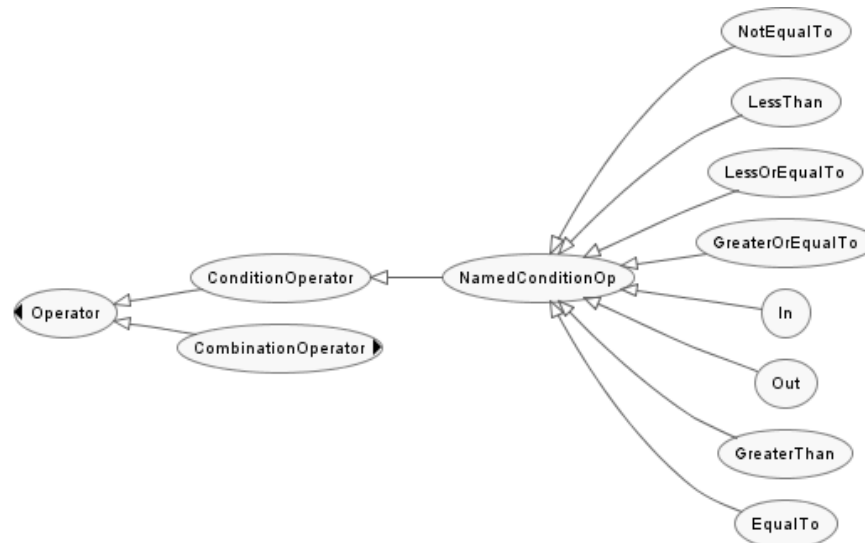 NotEqualTo
LessThan
LessOrEqualTo
GreaterOrEqualTo
ConditionOperator
NamedConditionOp
Operator
In
CombinationOperator
Out
GreaterThan
EqualTo